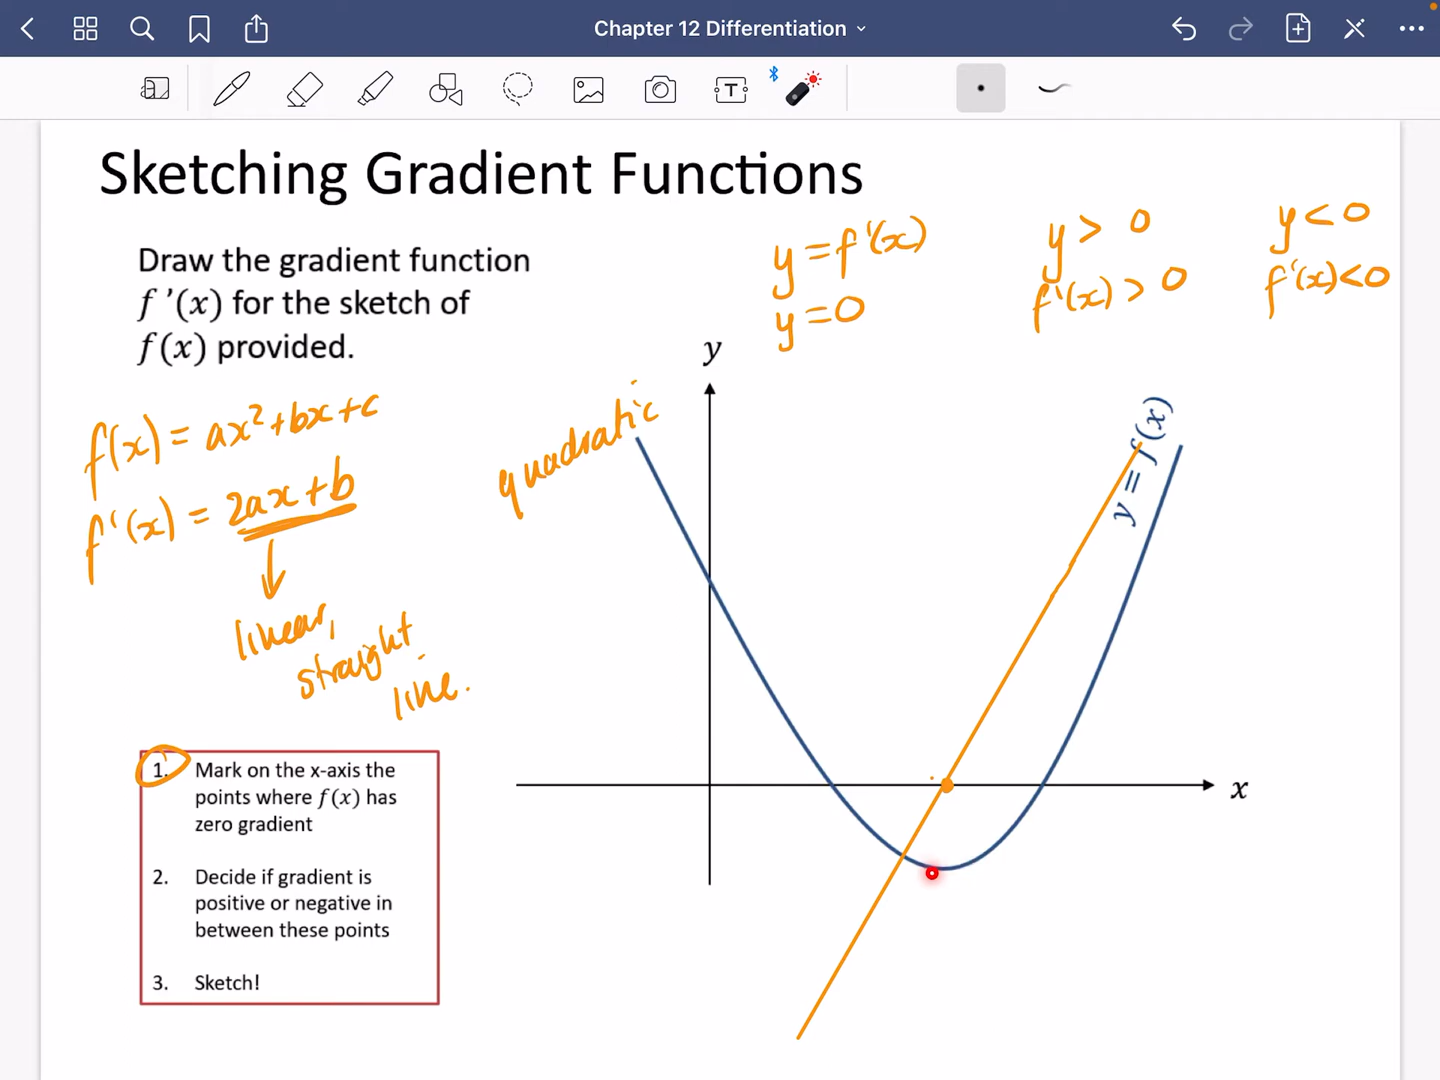 Chapter 12 Differentiation
Sketching Gradient Functions
Draw the gradient function
f '(x) for the sketch of
f(x) provided.
y = f'(x)
y = 0
y > 0
f'(x) > 0
y < 0
f'(x) < 0
f(x) = ax² + bx + c
f'(x) = 2ax + b
linear,
straight
line.
quadratic
y
y = f(x)
x
1. Mark on the x-axis the
points where f(x) has
zero gradient
2. Decide if gradient is
positive or negative in
between these points
3. Sketch!